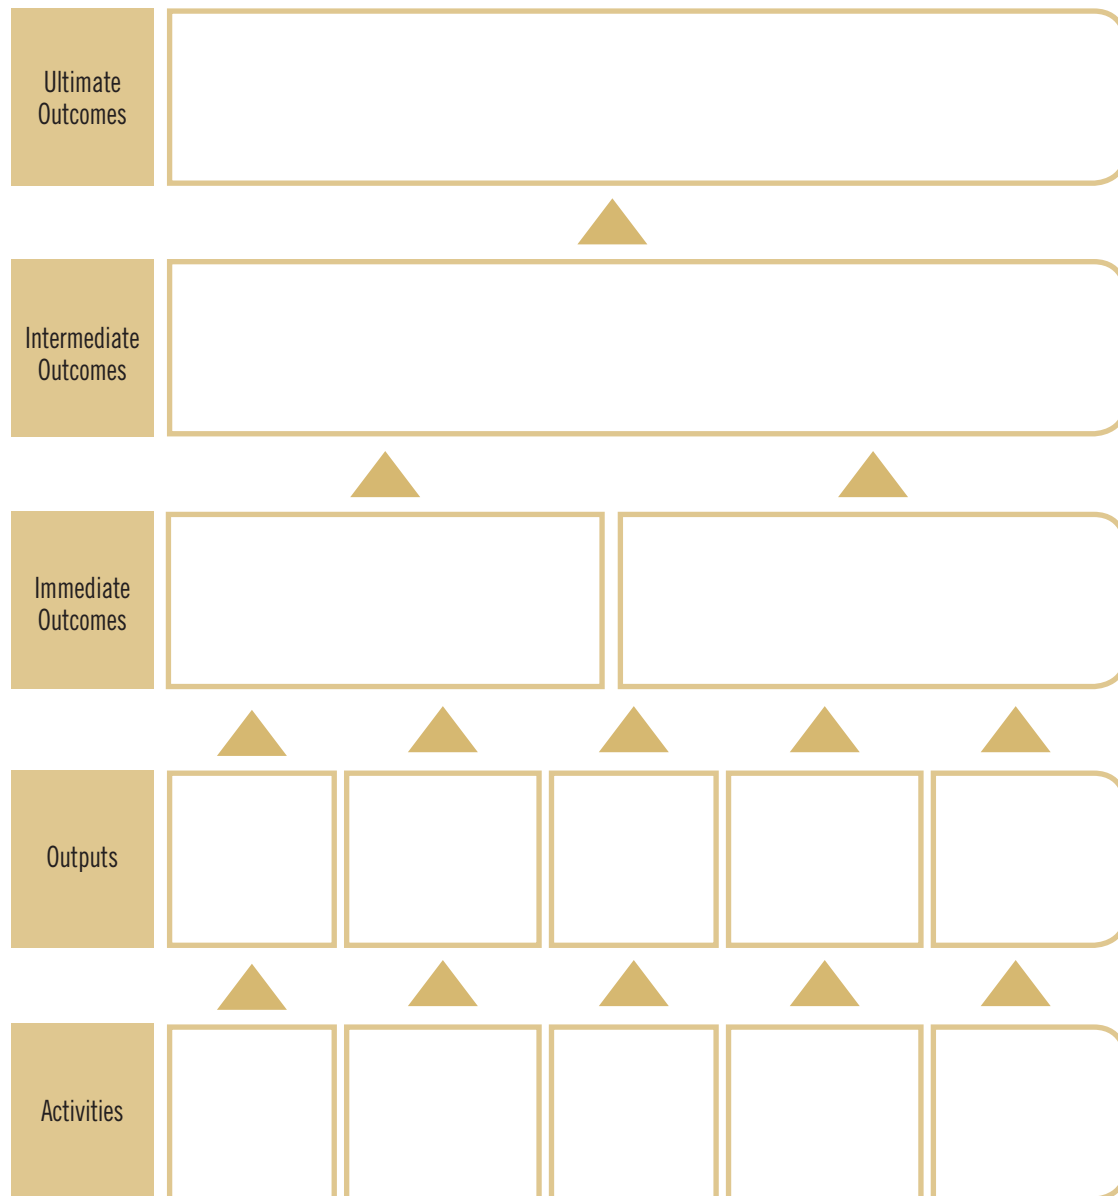 Ultimate
Outcomes
Intermediate
Outcomes
Immediate
Outcomes
Outputs
Activities